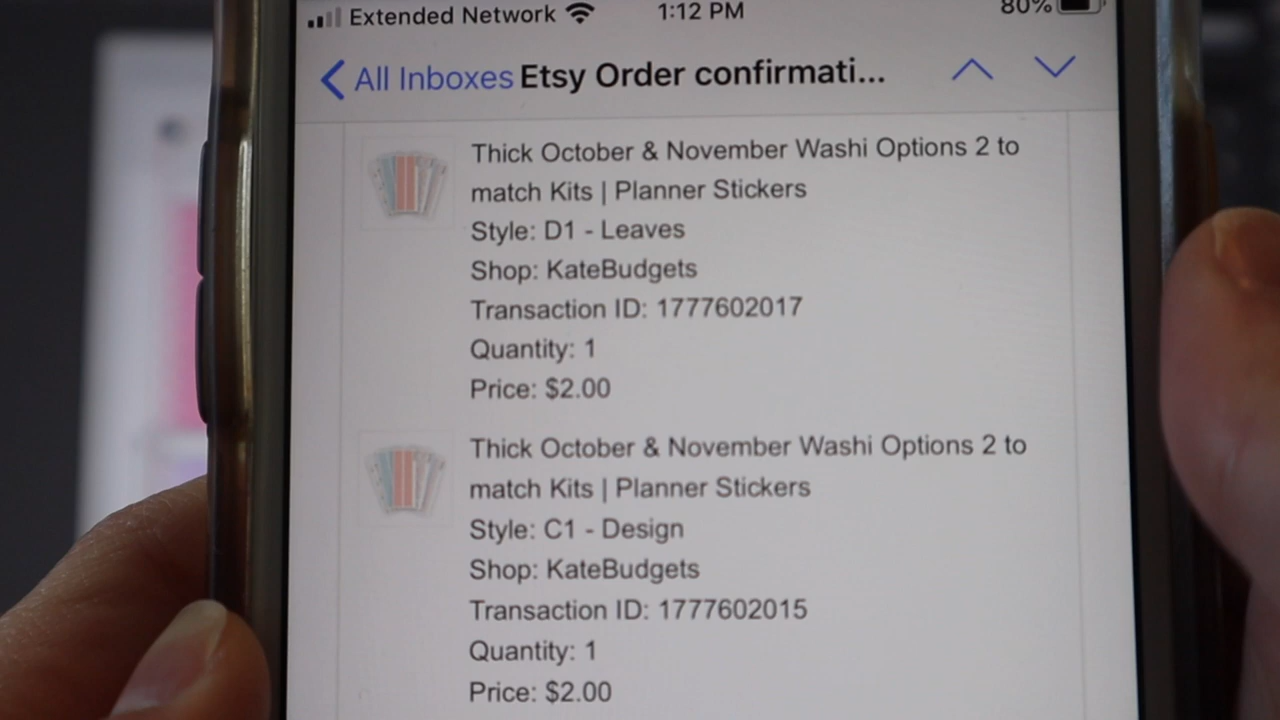 Extended Network 1:12 PM 80%
All Inboxes Etsy Order confirmati...
Thick October & November Washi Options 2 to
match Kits | Planner Stickers
Style: D1 - Leaves
Shop: KateBudgets
Transaction ID: 1777602017
Quantity: 1
Price: $2.00
Thick October & November Washi Options 2 to
match Kits | Planner Stickers
Style: C1 - Design
Shop: KateBudgets
Transaction ID: 1777602015
Quantity: 1
Price: $2.00